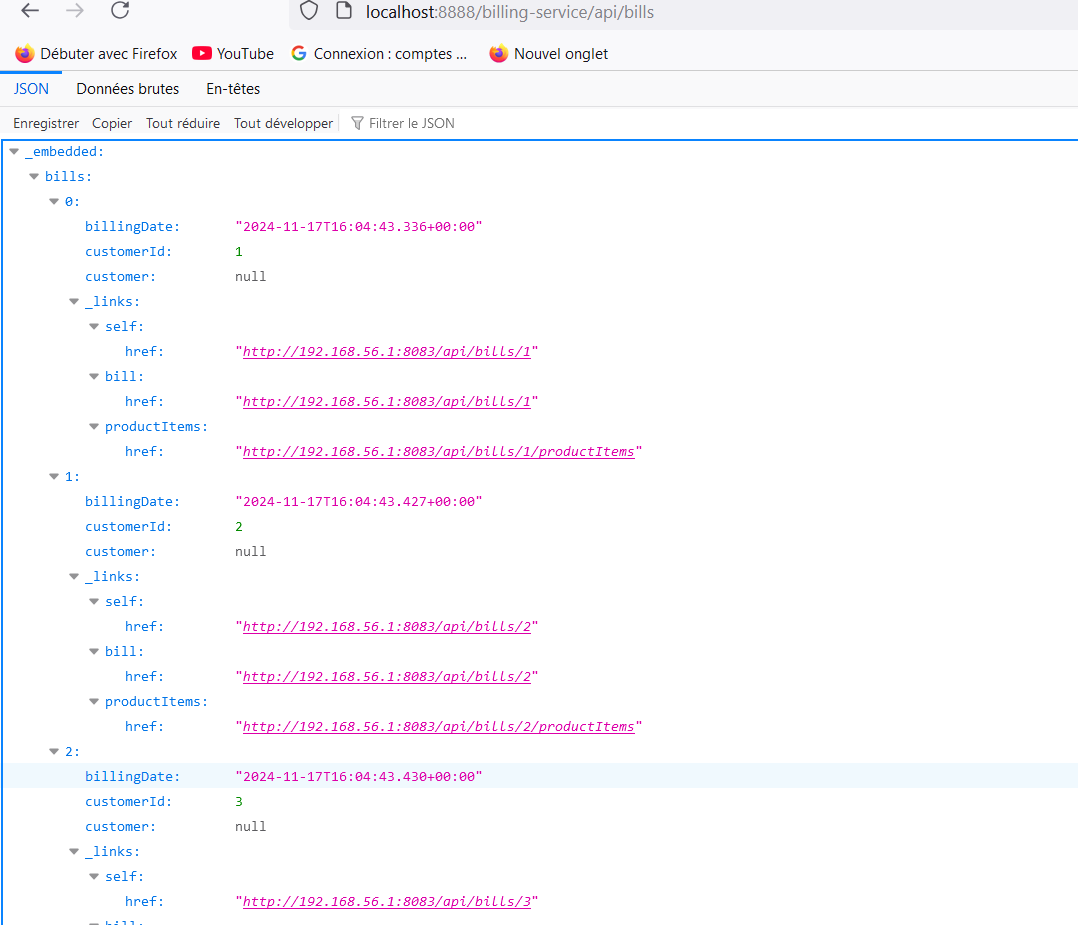 localhost:8888/billing-service/api/bills
Débuter avec Firefox YouTube Connexion : comptes ... Nouvel onglet
JSON Données brutes En-têtes
Enregistrer Copier Tout réduire Tout développer Filtrer le JSON
_embedded:
bills:
0:
billingDate: "2024-11-17T16:04:43.336+00:00"
customerId: 1
customer: null
_links:
self:
href: "http://192.168.56.1:8083/api/bills/1"
bill:
href: "http://192.168.56.1:8083/api/bills/1"
productItems:
href: "http://192.168.56.1:8083/api/bills/1/productItems"
1:
billingDate: "2024-11-17T16:04:43.427+00:00"
customerId: 2
customer: null
_links:
self:
href: "http://192.168.56.1:8083/api/bills/2"
bill:
href: "http://192.168.56.1:8083/api/bills/2"
productItems:
href: "http://192.168.56.1:8083/api/bills/2/productItems"
2:
billingDate: "2024-11-17T16:04:43.430+00:00"
customerId: 3
customer: null
_links:
self:
href: "http://192.168.56.1:8083/api/bills/3"
bill: